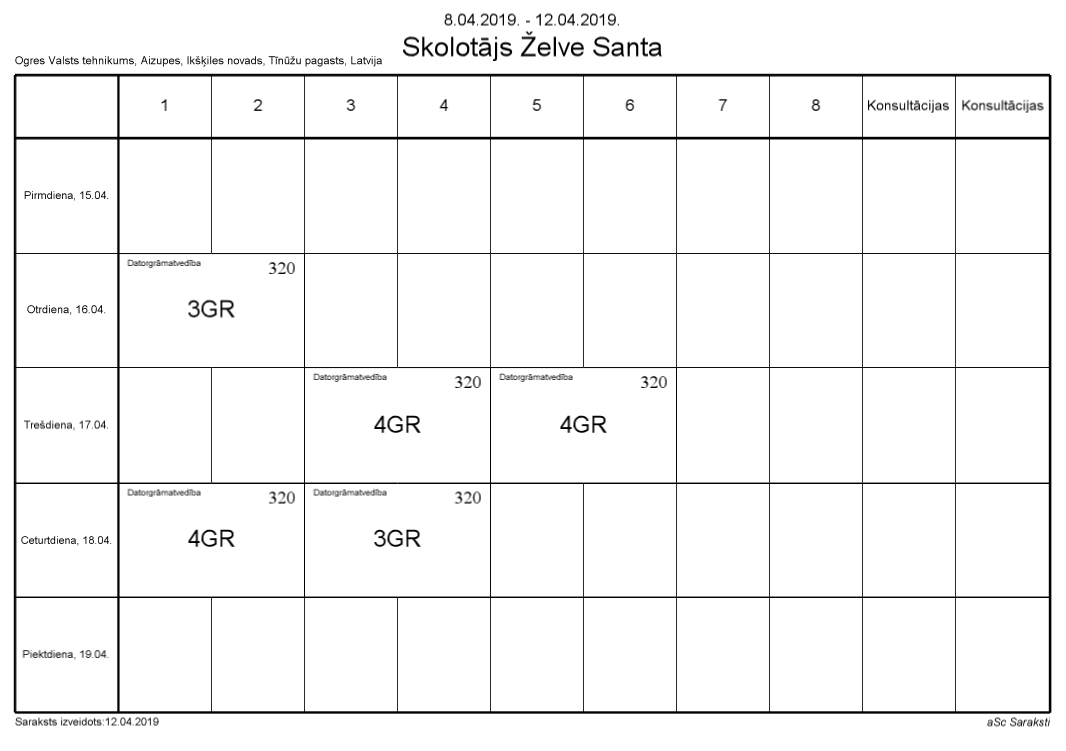 8.04.2019. - 12.04.2019.
Skolotājs Želve Santa
Ogres Valsts tehnikums, Aizupes, Ikšķiles novads, Tīnūžu pagasts, Latvija
1 2 3 4 5 6 7 8 Konsultācijas Konsultācijas
Pirmdiena, 15.04.
Datorgrāmatvedība 320
Otrdiena, 16.04. 3GR
Datorgrāmatvedība 320 Datorgrāmatvedība 320
Trešdiena, 17.04. 4GR 4GR
Datorgrāmatvedība 320 Datorgrāmatvedība 320
Ceturtdiena, 18.04. 4GR 3GR
Piektdiena, 19.04.
Saraksts izveidots:12.04.2019 aSc Saraksti